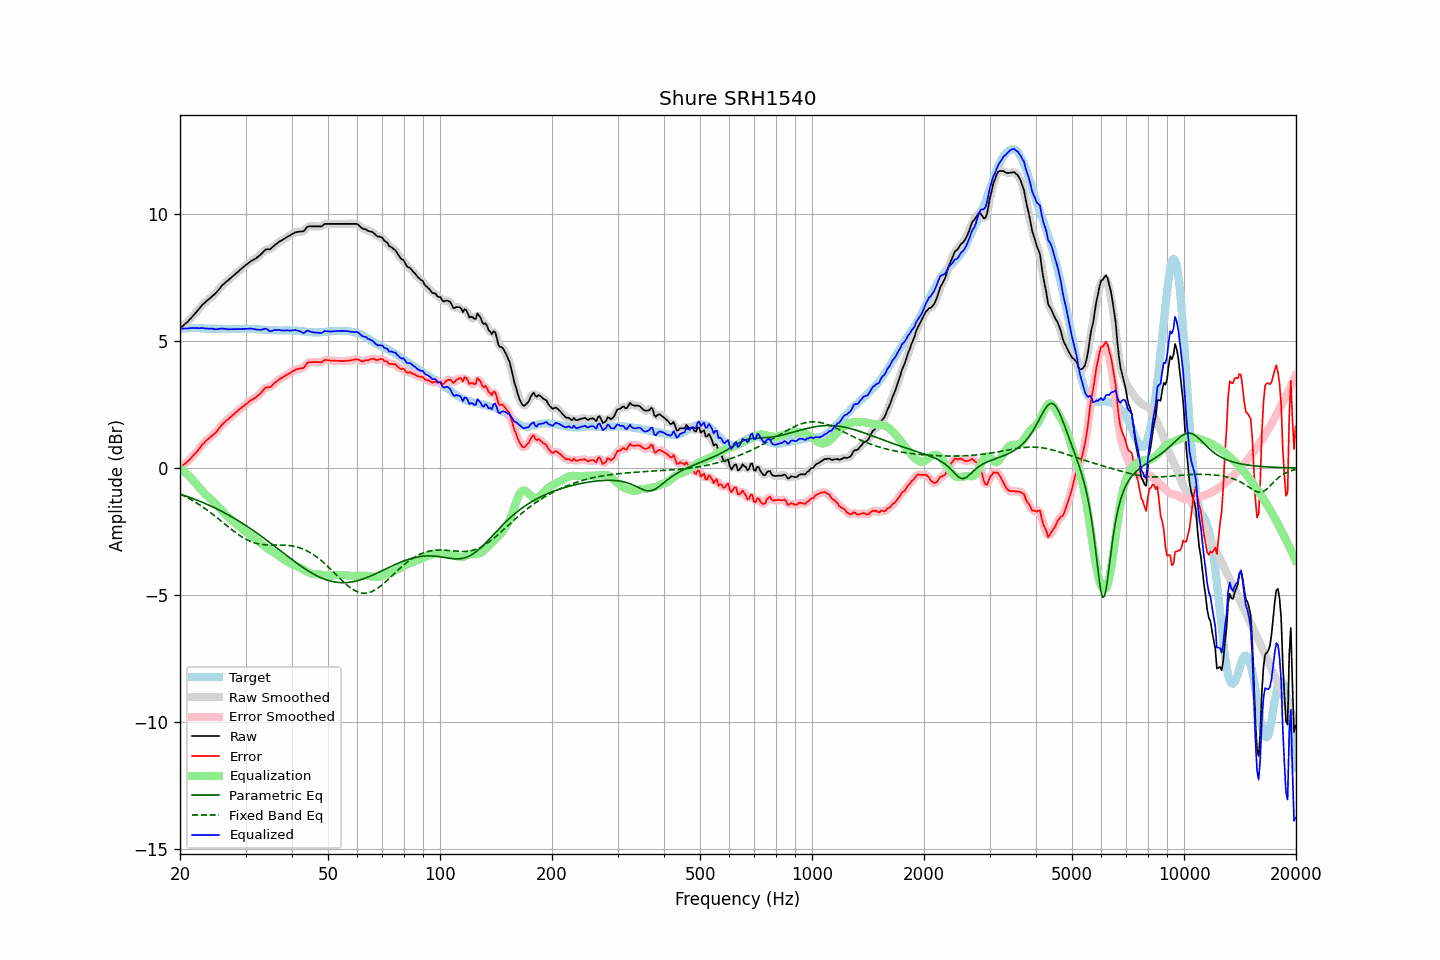 Shure SRH1540
Amplitude (dBr)
10
5
0
−5
−10
−15
Target
Raw Smoothed
Error Smoothed
Raw
Error
Equalization
Parametric Eq
Fixed Band Eq
Equalized
20 50 100 200 500 1000 2000 5000 10000 20000
Frequency (Hz)